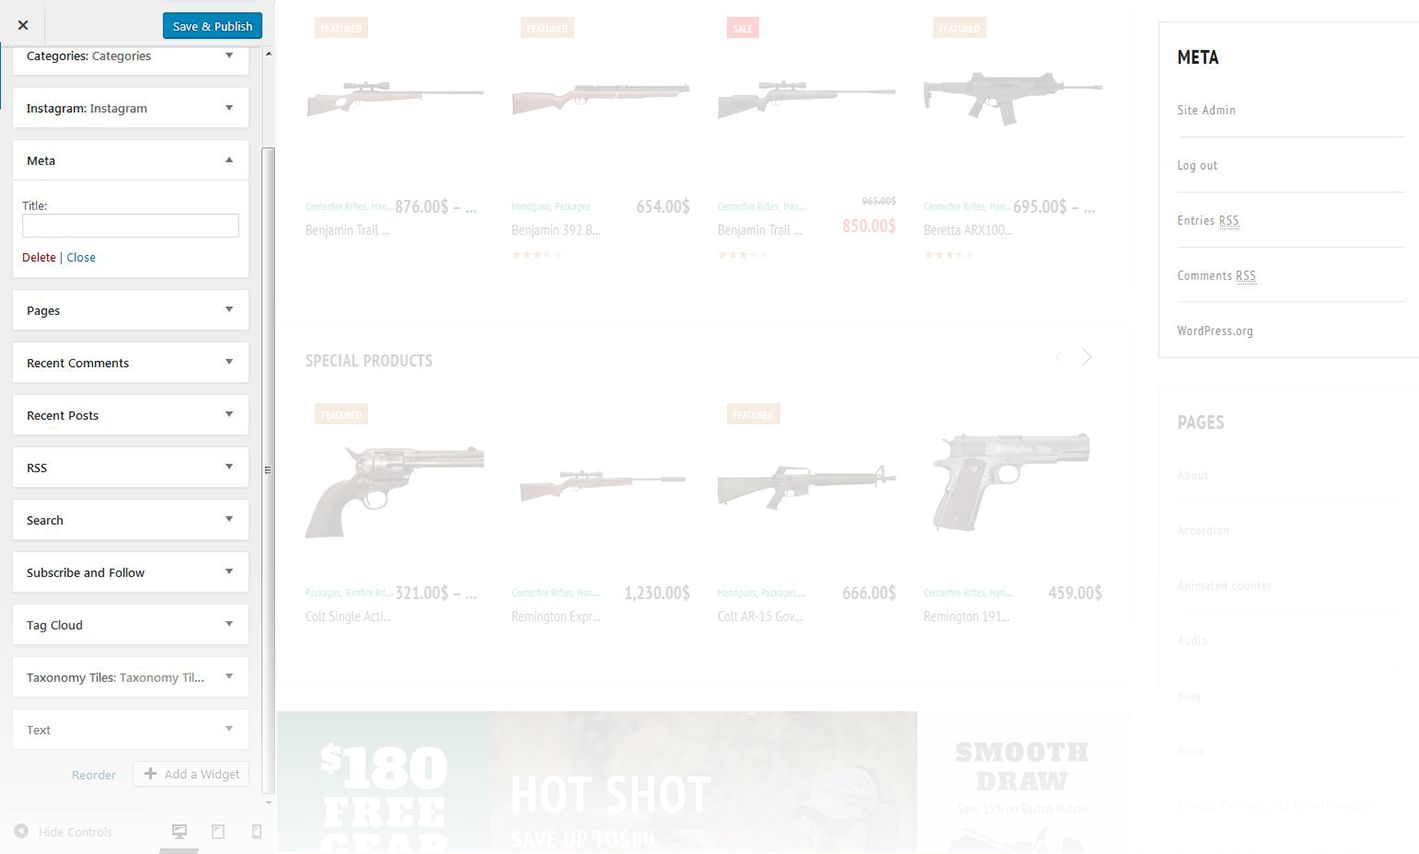 Save & Publish
Categories: Categories
Instagram: Instagram
Meta
Title:
Delete | Close
Pages
Recent Comments
Recent Posts
RSS
Search
Subscribe and Follow
Tag Cloud
Taxonomy Tiles: Taxonomy Til...
Text
Reorder
Add a Widget
Hide Controls
FEATURED
FEATURED
SALE
FEATURED
Centerfire Rifles, Han... 876.00$ – ...
Benjamin Trail ...
Handguns, Packages 654.00$
Benjamin 392 B...
965.00$
Centerfire Rifles, Han... 850.00$
Benjamin Trail ...
Centerfire Rifles, Han... 695.00$ – ...
Beretta ARX100...
SPECIAL PRODUCTS
FEATURED
FEATURED
Packages, Rimfire Rif... 321.00$ – ...
Colt Single Acti...
Centerfire Rifles, Han... 1,230.00$
Remington Expr...
Handguns, Packages,... 666.00$
Colt AR-15 Gov...
Remington
Centerfire Rifles, Han... 459.00$
Remington 191...
$180
FREE
GEAR
HOT SHOT
SAVE UP TO$80
SMOOTH
DRAW
Save 15% on Bachak Holster
META
Site Admin
Log out
Entries RSS
Comments RSS
WordPress.org
PAGES
About
Accordion
Animated counter
Audio
Blog
Blurb